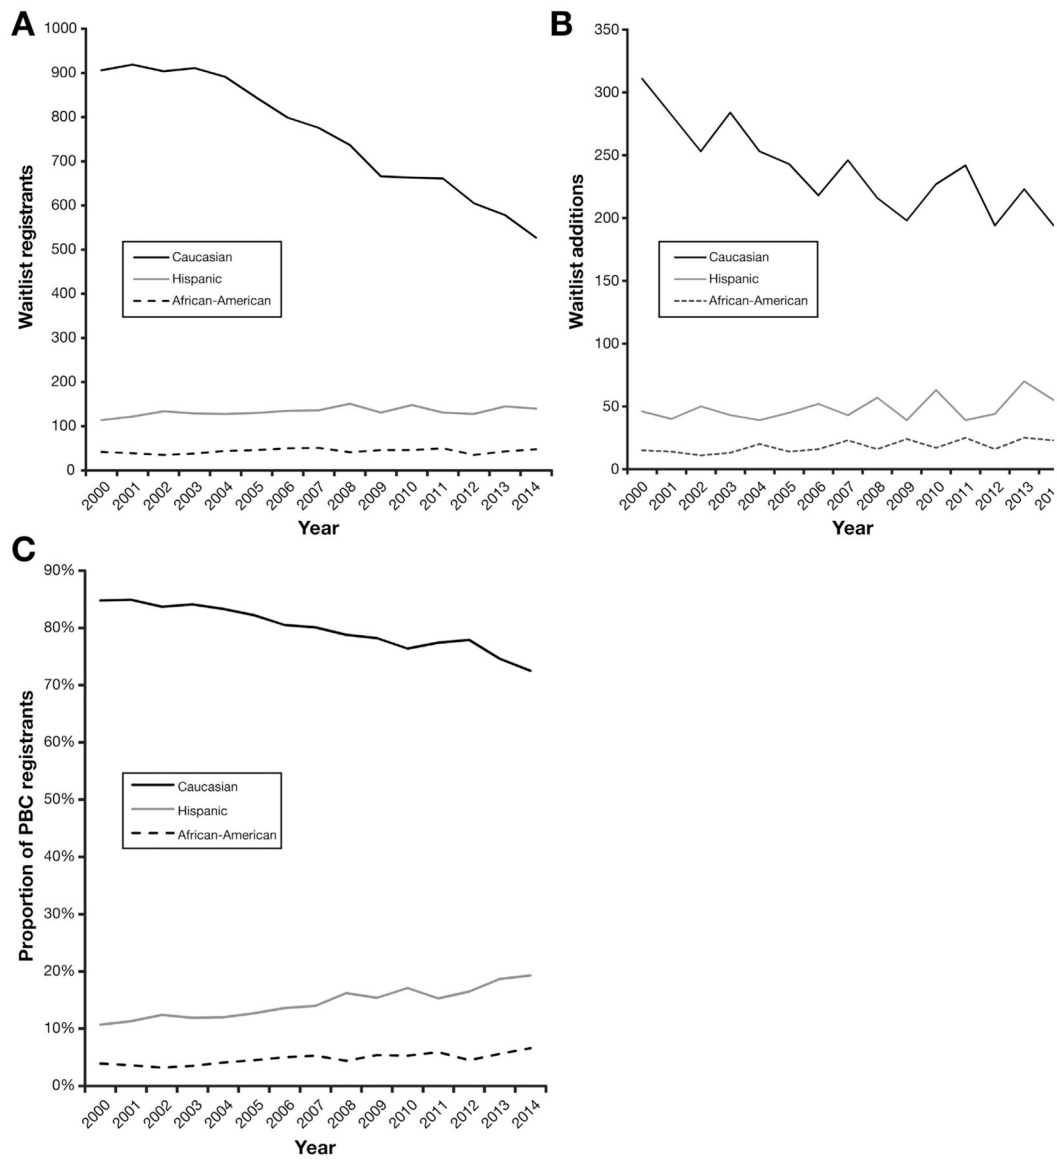 A
1000
900
800
700
600
500
400
300
200
100
0
Waitlist registrants
Caucasian
Hispanic
African-American
2000 2001 2002 2003 2004 2005 2006 2007 2008 2009 2010 2011 2012 2013 2014
Year
B
350
300
250
200
150
100
50
0
Waitlist additions
Caucasian
Hispanic
African-American
2000 2001 2002 2003 2004 2005 2006 2007 2008 2009 2010 2011 2012 2013
Year
C
90%
80%
70%
60%
50%
40%
30%
20%
10%
0%
Proportion of PBC registrants
Caucasian
Hispanic
African-American
2000 2001 2002 2003 2004 2005 2006 2007 2008 2009 2010 2011 2012 2013 2014
Year